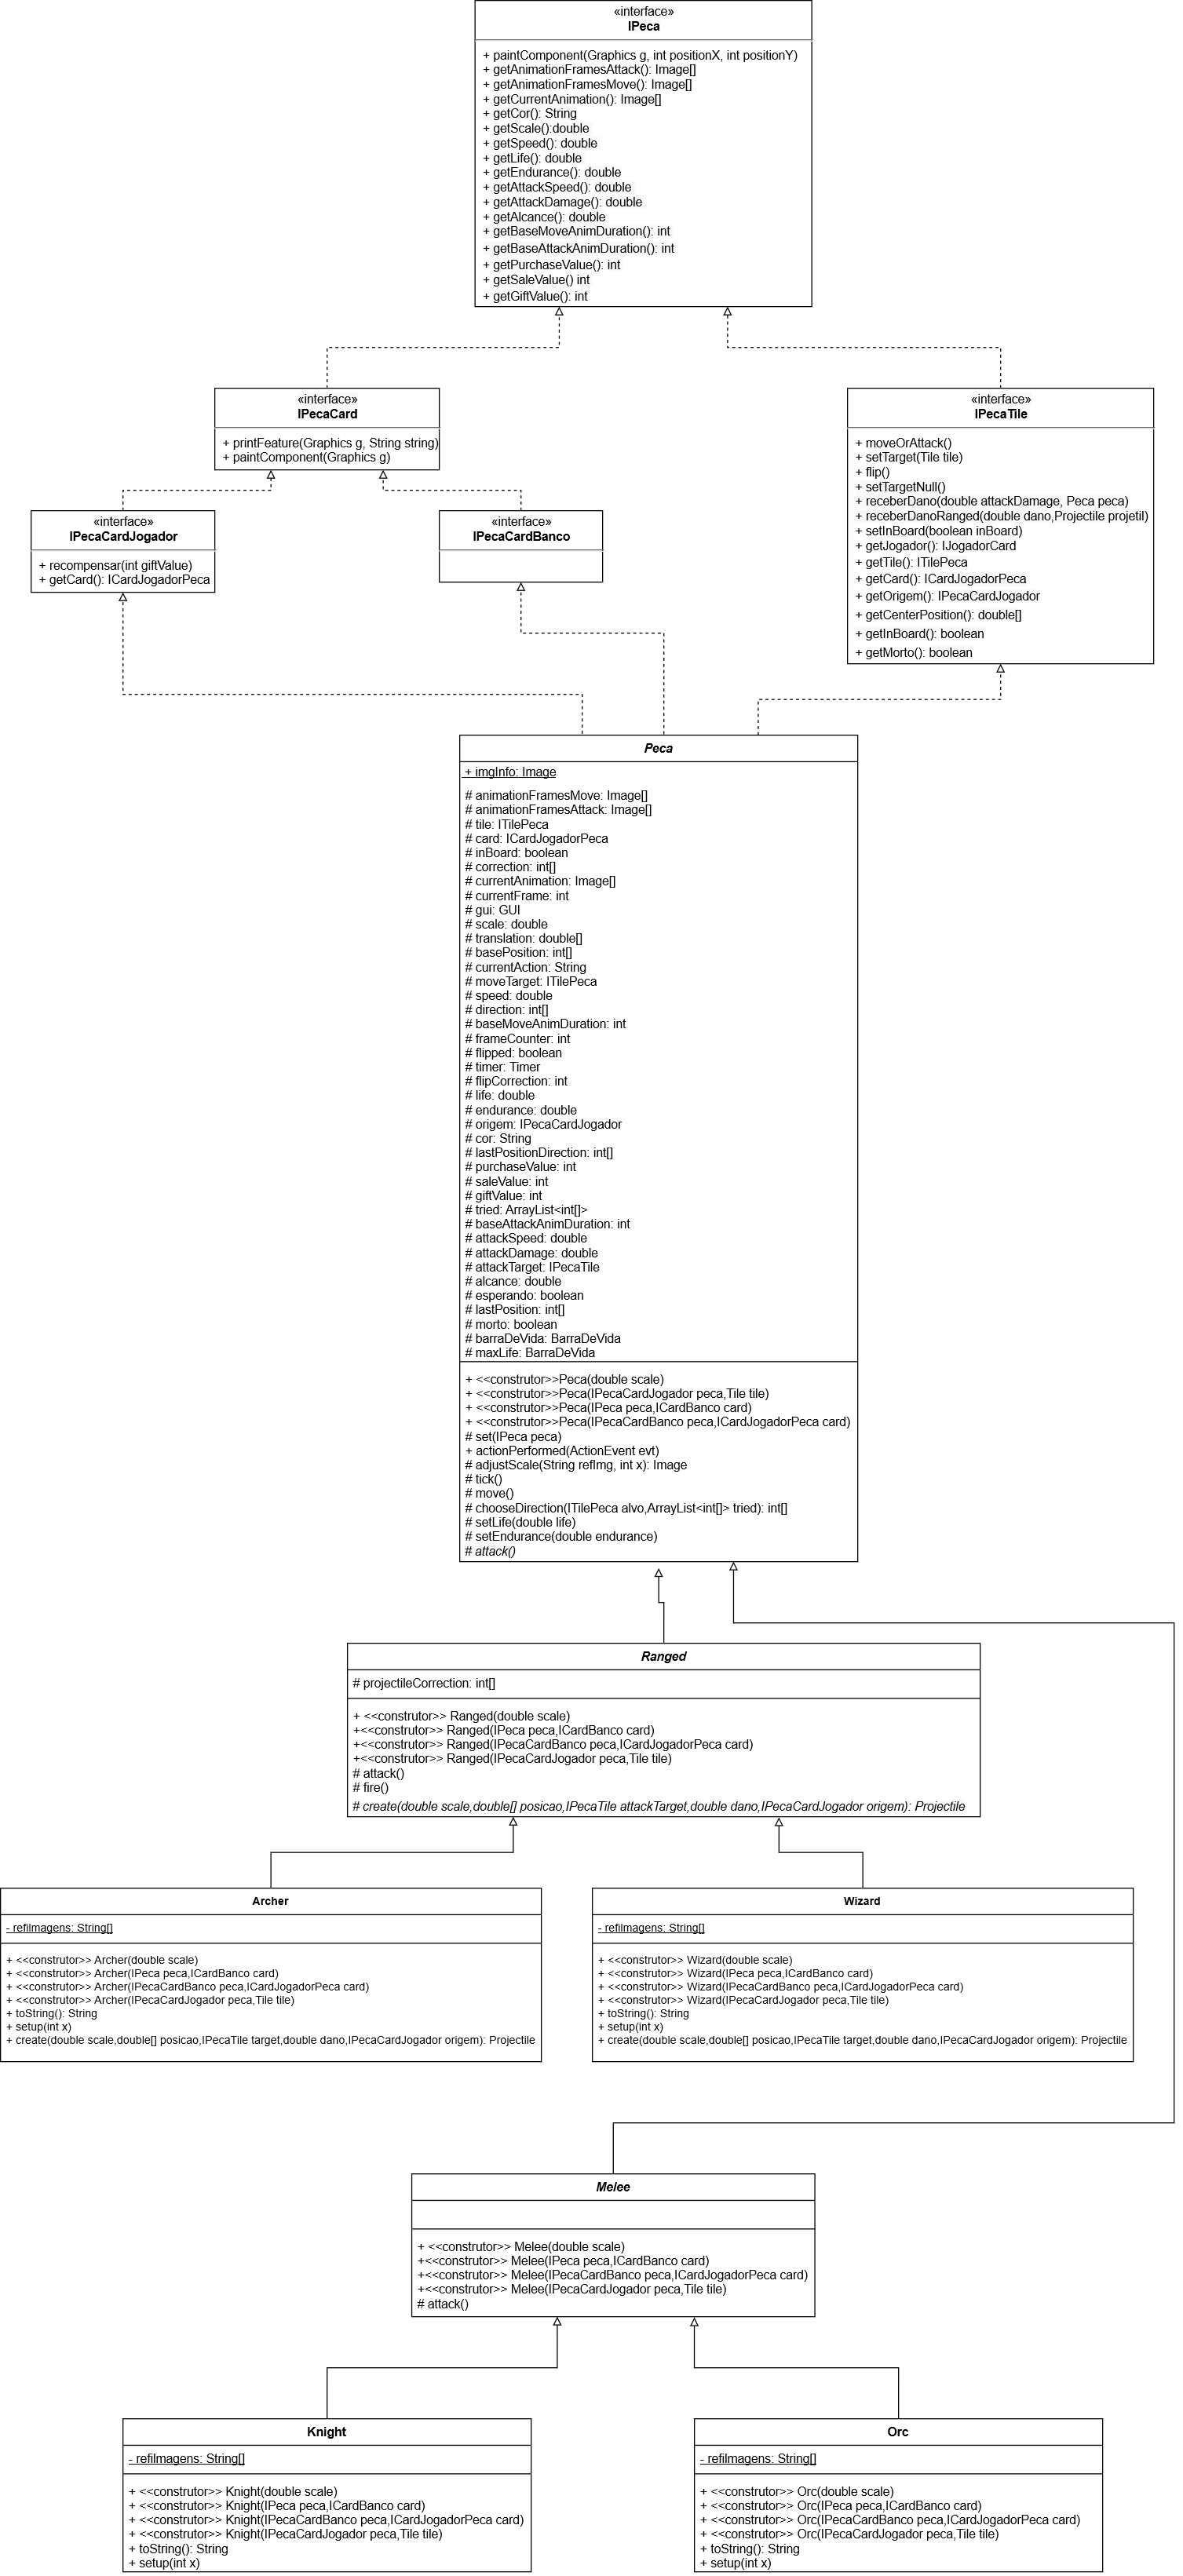 «interface»
IPeca
+ paintComponent(Graphics g, int positionX, int positionY)
+ getAnimationFramesAttack(): Image[]
+ getAnimationFramesMove(): Image[]
+ getCurrentAnimation(): Image[]
+ getCor(): String
+ getScale():double
+ getSpeed(): double
+ getLife(): double
+ getEndurance(): double
+ getAttackSpeed(): double
+ getAttackDamage(): double
+ getAlcance(): double
+ getBaseMoveAnimDuration(): int
+ getBaseAttackAnimDuration(): int
+ getPurchaseValue(): int
+ getSaleValue() int
+ getGiftValue(): int
«interface»
IPecaCard
+ printFeature(Graphics g, String string)
+ paintComponent(Graphics g)
«interface»
IPecaTile
+ moveOrAttack()
+ setTarget(Tile tile)
+ flip()
+ setTargetNull()
+ receberDano(double attackDamage, Peca peca)
+ receberDanoRanged(double dano,Projectile projetil)
+ setInBoard(boolean inBoard)
+ getJogador(): IJogadorCard
+ getTile(): ITilePeca
+ getCard(): ICardJogadorPeca
+ getOrigem(): IPecaCardJogador
+ getCenterPosition(): double[]
+ getInBoard(): boolean
+ getMorto(): boolean
«interface»
IPecaCardJogador
+ recompensar(int giftValue)
+ getCard(): ICardJogadorPeca
«interface»
IPecaCardBanco
Peca
+ imgInfo: Image
# animationFramesMove: Image[]
# animationFramesAttack: Image[]
# tile: ITilePeca
# card: ICardJogadorPeca
# inBoard: boolean
# correction: int[]
# currentAnimation: Image[]
# currentFrame: int
# gui: GUI
# scale: double
# translation: double[]
# basePosition: int[]
# currentAction: String
# moveTarget: ITilePeca
# speed: double
# direction: int[]
# baseMoveAnimDuration: int
# frameCounter: int
# flipped: boolean
# timer: Timer
# flipCorrection: int
# life: double
# endurance: double
# origem: IPecaCardJogador
# cor: String
# lastPositionDirection: int[]
# purchaseValue: int
# saleValue: int
# giftValue: int
# tried: ArrayList<int[]>
# baseAttackAnimDuration: int
# attackSpeed: double
# attackDamage: double
# attackTarget: IPecaTile
# alcance: double
# esperando: boolean
# lastPosition: int[]
# morto: boolean
# barraDeVida: BarraDeVida
# maxLife: BarraDeVida
+ <<construtor>>Peca(double scale)
+ <<construtor>>Peca(IPecaCardJogador peca,Tile tile)
+ <<construtor>>Peca(IPeca peca,ICardBanco card)
+ <<construtor>>Peca(IPecaCardBanco peca,ICardJogadorPeca card)
# set(IPeca peca)
+ actionPerformed(ActionEvent evt)
# adjustScale(String refImg, int x): Image
# tick()
# move()
# chooseDirection(ITilePeca alvo,ArrayList<int[]> tried): int[]
# setLife(double life)
# setEndurance(double endurance)
# attack()
Ranged
# projectileCorrection: int[]
+ <<construtor>> Ranged(double scale)
+<<construtor>> Ranged(IPeca peca,ICardBanco card)
+<<construtor>> Ranged(IPecaCardBanco peca,ICardJogadorPeca card)
+<<construtor>> Ranged(IPecaCardJogador peca,Tile tile)
# attack()
# fire()
# create(double scale,double[] posicao,IPecaTile attackTarget,double dano,IPecaCardJogador origem): Projectile
Archer
- refilmagens: String[]
+ <<construtor>> Archer(double scale)
+ <<construtor>> Archer(IPeca peca,ICardBanco card)
+ <<construtor>> Archer(IPecaCardBanco peca,ICardJogadorPeca card)
+ <<construtor>> Archer(IPecaCardJogador peca,Tile tile)
+ toString(): String
+ setup(int x)
+ create(double scale,double[] posicao,IPecaTile target,double dano,IPecaCardJogador origem): Projectile
Wizard
- refilmagens: String[]
+ <<construtor>> Wizard(double scale)
+ <<construtor>> Wizard(IPeca peca,ICardBanco card)
+ <<construtor>> Wizard(IPecaCardBanco peca,ICardJogadorPeca card)
+ <<construtor>> Wizard(IPecaCardJogador peca,Tile tile)
+ toString(): String
+ setup(int x)
+ create(double scale,double[] posicao,IPecaTile target,double dano,IPecaCardJogador origem): Projectile
Melee
+ <<construtor>> Melee(double scale)
+<<construtor>> Melee(IPeca peca,ICardBanco card)
+<<construtor>> Melee(IPecaCardBanco peca,ICardJogadorPeca card)
+<<construtor>> Melee(IPecaCardJogador peca,Tile tile)
# attack()
Knight
- refilmagens: String[]
+ <<construtor>> Knight(double scale)
+ <<construtor>> Knight(IPeca peca,ICardBanco card)
+ <<construtor>> Knight(IPecaCardBanco peca,ICardJogadorPeca card)
+ <<construtor>> Knight(IPecaCardJogador peca,Tile tile)
+ toString(): String
+ setup(int x)
Orc
- refilmagens: String[]
+ <<construtor>> Orc(double scale)
+ <<construtor>> Orc(IPeca peca,ICardBanco card)
+ <<construtor>> Orc(IPecaCardBanco peca,ICardJogadorPeca card)
+ <<construtor>> Orc(IPecaCardJogador peca,Tile tile)
+ toString(): String
+ setup(int x)